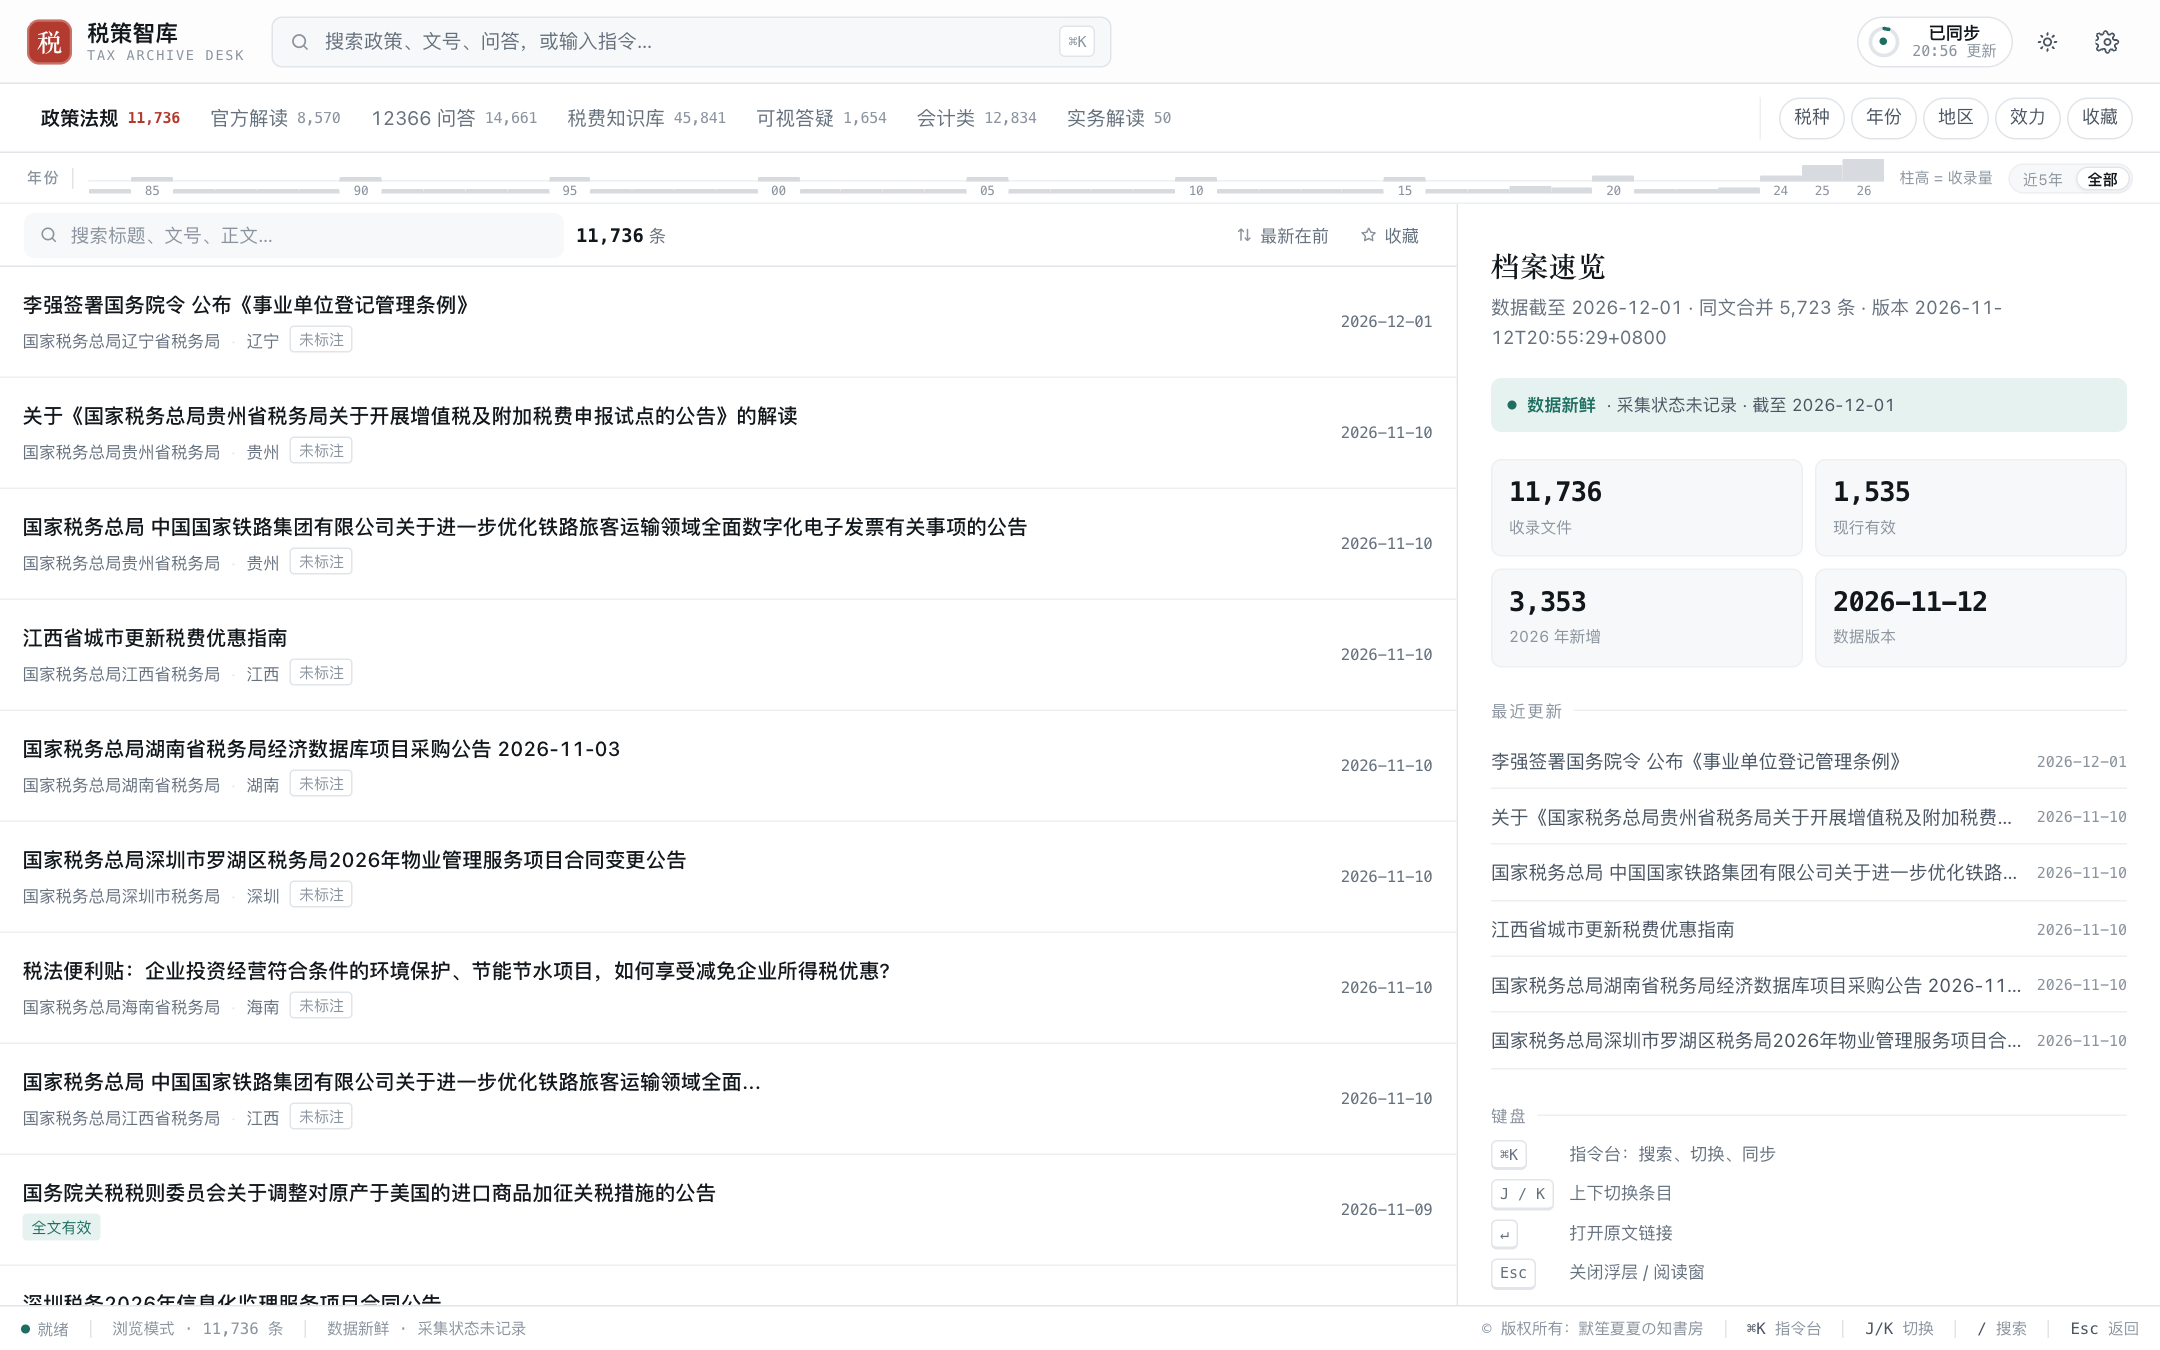 税
税策智库
TAX ARCHIVE DESK
搜索政策、文号、问答，或输入指令...
⌘K
已同步
20:56 更新
政策法规 11,736
官方解读 8,570
12366 问答 14,661
税费知识库 45,841
可视答疑 1,654
会计类 12,834
实务解读 50
税种
年份
地区
效力
收藏
年份
85 90 95 00 05 10 15 20 24 25 26
柱高 = 收录量
近5年
全部
搜索标题、文号、正文...
11,736 条
最新在前
收藏
李强签署国务院令 公布《事业单位登记管理条例》
国家税务总局辽宁省税务局 · 辽宁 未标注
2026-12-01
关于《国家税务总局贵州省税务局关于开展增值税及附加税费申报试点的公告》的解读
国家税务总局贵州省税务局 · 贵州 未标注
2026-11-10
国家税务总局 中国国家铁路集团有限公司关于进一步优化铁路旅客运输领域全面数字化电子发票有关事项的公告
国家税务总局贵州省税务局 · 贵州 未标注
2026-11-10
江西省城市更新税费优惠指南
国家税务总局江西省税务局 · 江西 未标注
2026-11-10
国家税务总局湖南省税务局经济数据库项目采购公告 2026-11-03
国家税务总局湖南省税务局 · 湖南 未标注
2026-11-10
国家税务总局深圳市罗湖区税务局2026年物业管理服务项目合同变更公告
国家税务总局深圳市税务局 · 深圳 未标注
2026-11-10
税法便利贴：企业投资经营符合条件的环境保护、节能节水项目，如何享受减免企业所得税优惠?
国家税务总局海南省税务局 · 海南 未标注
2026-11-10
国家税务总局 中国国家铁路集团有限公司关于进一步优化铁路旅客运输领域全面...
国家税务总局江西省税务局 · 江西 未标注
2026-11-10
国务院关税税则委员会关于调整对原产于美国的进口商品加征关税措施的公告
全文有效
2026-11-09
深圳税务2026年信息化监理服务项目合同公告
档案速览
数据截至 2026-12-01 · 同文合并 5,723 条 · 版本 2026-11-
12T20:55:29+0800
数据新鲜 · 采集状态未记录 · 截至 2026-12-01
11,736
收录文件
1,535
现行有效
3,353
2026 年新增
2026-11-12
数据版本
最近更新
李强签署国务院令 公布《事业单位登记管理条例》 2026-12-01
关于《国家税务总局贵州省税务局关于开展增值税及附加税费... 2026-11-10
国家税务总局 中国国家铁路集团有限公司关于进一步优化铁路... 2026-11-10
江西省城市更新税费优惠指南 2026-11-10
国家税务总局湖南省税务局经济数据库项目采购公告 2026-11... 2026-11-10
国家税务总局深圳市罗湖区税务局2026年物业管理服务项目合... 2026-11-10
键盘
⌘K 指令台：搜索、切换、同步
J / K 上下切换条目
↵ 打开原文链接
Esc 关闭浮层 / 阅读窗
就绪
浏览模式 · 11,736 条
数据新鲜 · 采集状态未记录
© 版权所有：默笙夏夏の知書房
⌘K 指令台
J/K 切换
/ 搜索
Esc 返回